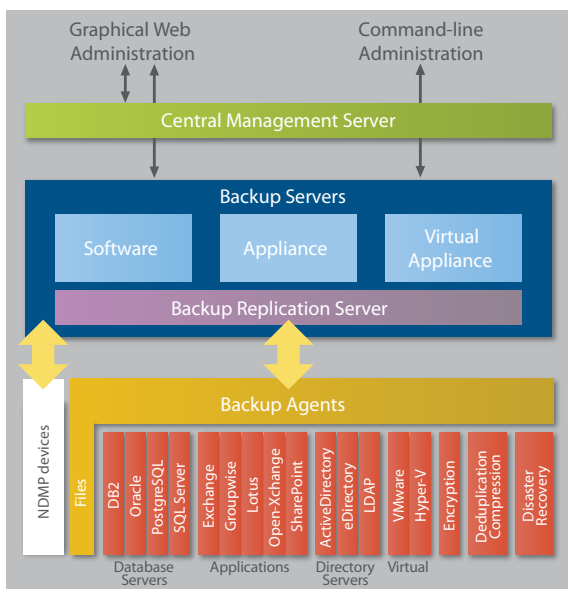 Graphical Web
Administration
Command-line
Administration
Central Management Server
Backup Servers
Software
Appliance
Virtual
Appliance
Backup Replication Server
Backup Agents
NDMP devices
Files
DB2
Oracle
PostgreSQL
SQL Server
Exchange
Groupwise
Lotus
Open-Xchange
SharePoint
ActiveDirectory
eDirectory
LDAP
VMware
Hyper-V
Encryption
Deduplication
Compression
Disaster
Recovery
Database
Servers
Applications
Directory
Servers
Virtual